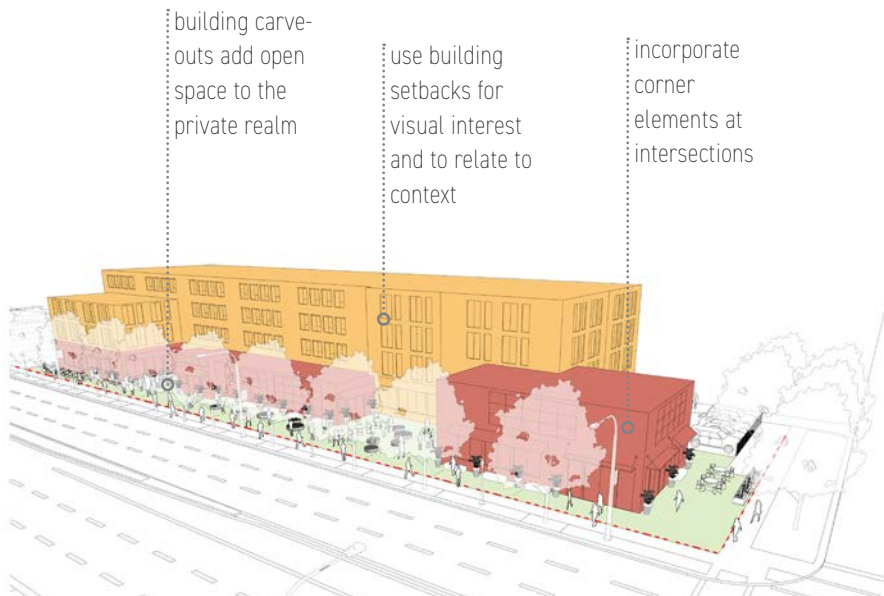 building carve-
outs add open
space to the
private realm
use building
setbacks for
visual interest
and to relate to
context
incorporate
corner
elements at
intersections